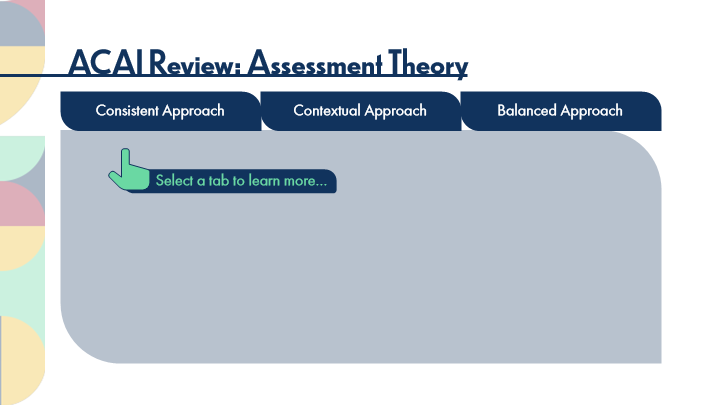 ACAI Review: Assessment Theory
Consistent Approach
Contextual Approach
Balanced Approach
Select a tab to learn more...